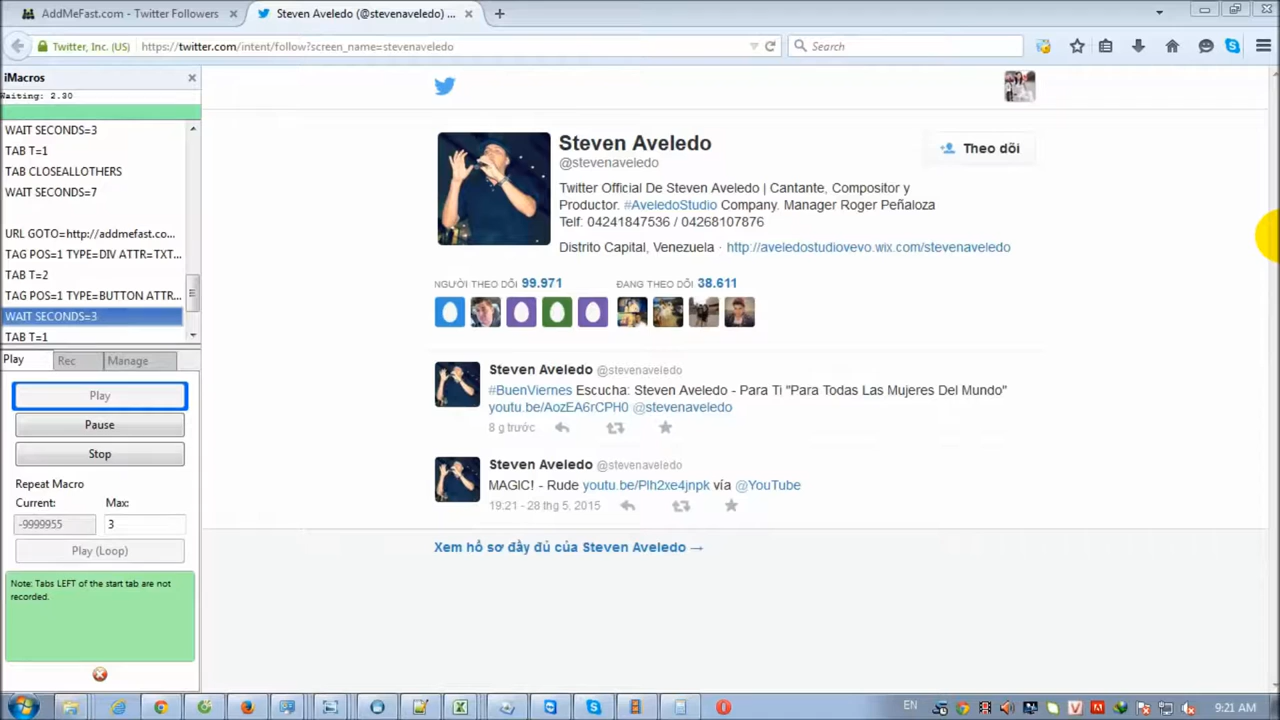 AddMeFast.com - Twitter Followers
Steven Aveledo (@stevenaveledo) ...
Twitter, Inc. (US)
https://twitter.com/intent/follow?screen_name=stevenaveledo
Search
iMacros
Waiting: 2.30
WAIT SECONDS=3
TAB T=1
TAB CLOSEALLOTHERS
WAIT SECONDS=7
URL GOTO=http://addmefast.co...
TAG POS=1 TYPE=DIV ATTR=TXT...
TAB T=2
TAG POS=1 TYPE=BUTTON ATTR...
WAIT SECONDS=3
TAB T=1
Play
Rec
Manage
Play
Pause
Stop
Repeat Macro
Current:
Max:
-9999955
3
Play (Loop)
Note: Tabs LEFT of the start tab are not
recorded.
Steven Aveledo
@stevenaveledo
Theo dõi
Twitter Official De Steven Aveledo | Cantante, Compositor y
Productor. #AveledoStudio Company. Manager Roger Peñaloza
Telf: 04241847536 / 04268107876
Distrito Capital, Venezuela · http://aveledostudiovevo.wix.com/stevenaveledo
NGƯỜI THEO DÕI 99.971
ĐANG THEO DÕI 38.611
Steven Aveledo @stevenaveledo
#BuenViernes Escucha: Steven Aveledo - Para Ti "Para Todas Las Mujeres Del Mundo"
youtu.be/AozEA6rCPH0 @stevenaveledo
8 g trước
Steven Aveledo @stevenaveledo
MAGIC! - Rude youtu.be/Plh2xe4jnpk vía @YouTube
19:21 - 28 thg 5, 2015
Xem hồ sơ đầy đủ của Steven Aveledo →
EN
9:21 AM